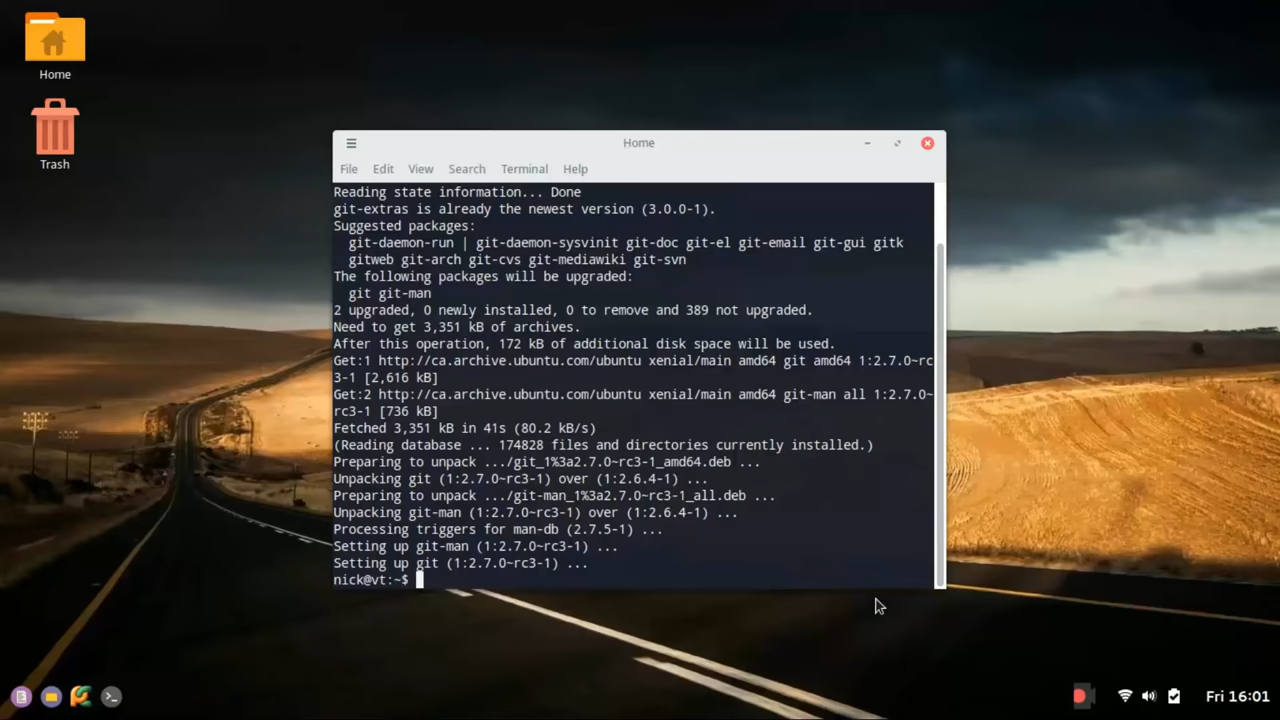 Home
Trash
Home
File Edit View Search Terminal Help
Reading state information... Done
git-extras is already the newest version (3.0.0-1).
Suggested packages:
  git-daemon-run | git-daemon-sysvinit git-doc git-el git-email git-gui gitk
  gitweb git-arch git-cvs git-mediawiki git-svn
The following packages will be upgraded:
  git git-man
2 upgraded, 0 newly installed, 0 to remove and 389 not upgraded.
Need to get 3,351 kB of archives.
After this operation, 172 kB of additional disk space will be used.
Get:1 http://ca.archive.ubuntu.com/ubuntu xenial/main amd64 git amd64 1:2.7.0~rc
3-1 [2,616 kB]
Get:2 http://ca.archive.ubuntu.com/ubuntu xenial/main amd64 git-man all 1:2.7.0~
rc3-1 [736 kB]
Fetched 3,351 kB in 41s (80.2 kB/s)
(Reading database ... 174828 files and directories currently installed.)
Preparing to unpack .../git_1%3a2.7.0~rc3-1_amd64.deb ...
Unpacking git (1:2.7.0~rc3-1) over (1:2.6.4-1) ...
Preparing to unpack .../git-man_1%3a2.7.0~rc3-1_all.deb ...
Unpacking git-man (1:2.7.0~rc3-1) over (1:2.6.4-1) ...
Processing triggers for man-db (2.7.5-1) ...
Setting up git-man (1:2.7.0~rc3-1) ...
Setting up git (1:2.7.0~rc3-1) ...
nick@vt:~$
Fri 16:01